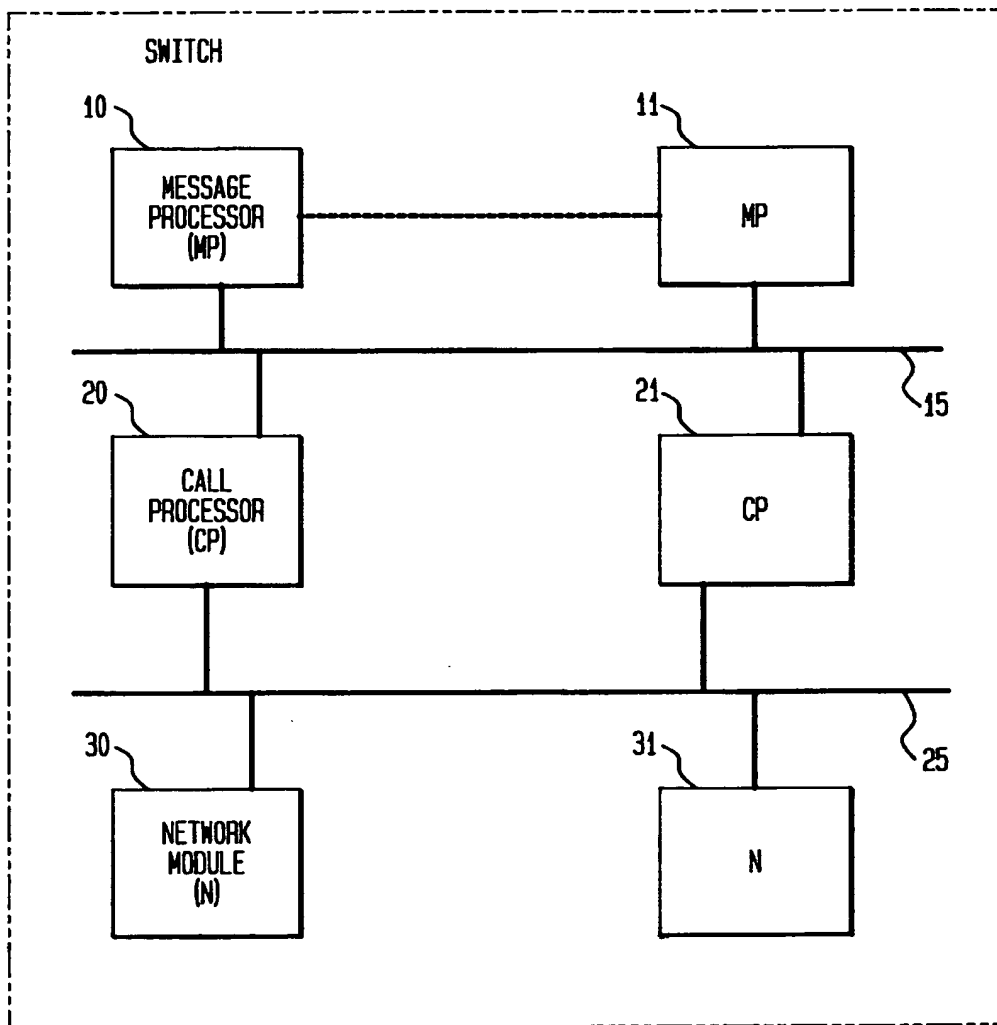 SWITCH
10
11
MESSAGE
PROCESSOR
(MP)
MP
15
20
21
CALL
PROCESSOR
(CP)
CP
25
30
31
NETWORK
MODULE
(N)
N